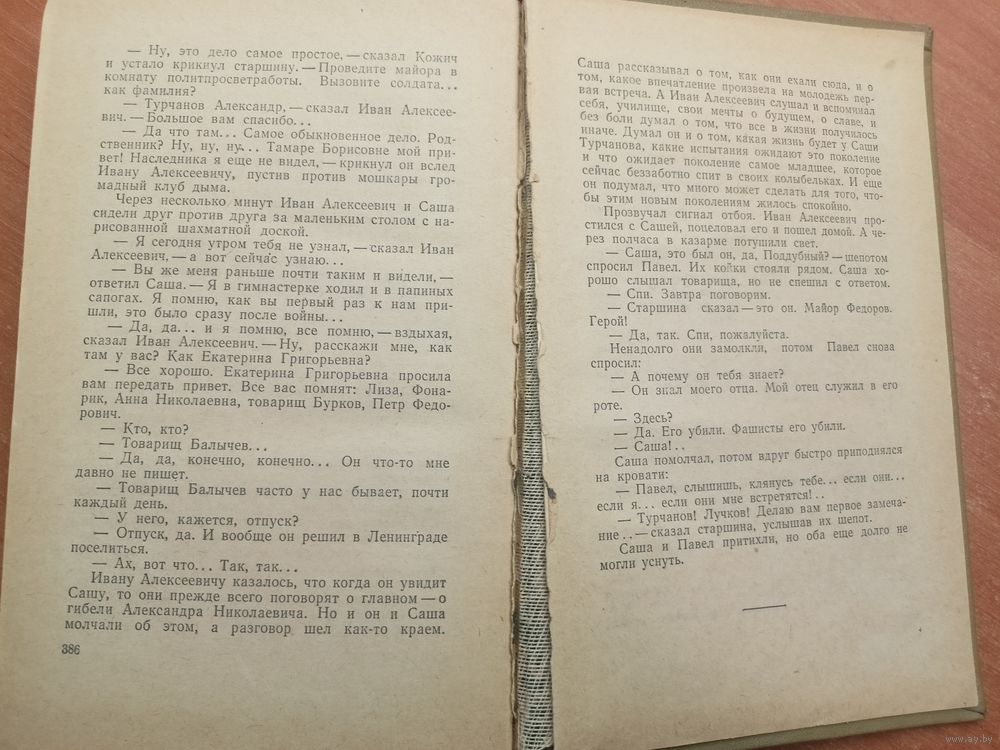 — Ну, это дело самое простое,—сказал Кожич
и устало крикнул старшину.—Проведите майора в
комнату политпросветработы. Вызовите солдата...
как фамилия?
— Турчанов Александр,—сказал Иван Алексее-
вич.—Большое вам спасибо...
— Да что там... Самое обыкновенное дело. Род-
ственник? Ну, ну, ну... Тамаре Борисовне мой при-
вет! Наследника я еще не видел,—крикнул он вслед
Ивану Алексеевичу, пустив против мошкары гро-
мадный клуб дыма.
Через несколько минут Иван Алексеевич и Саша
сидели друг против друга за маленьким столом с на-
рисованной шахматной доской.
— Я сегодня утром тебя не узнал,—сказал Иван
Алексеевич,—а вот сейчас узнаю...
— Вы же меня раньше почти таким и видели,—
ответил Саша.—Я в гимнастерке ходил и в папиных
сапогах. Я помню, как вы первый раз к нам при-
шли, это было сразу после войны...
— Да, да... и я помню, все помню,—вздыхая,
сказал Иван Алексеевич.—Ну, расскажи мне, как
там у вас? Как Екатерина Григорьевна?
— Все хорошо. Екатерина Григорьевна просила
вам передать привет. Все вас помнят: Лиза, Фона-
рик, Анна Николаевна, товарищ Бурков, Петр Федо-
рович.
— Кто, кто?
— Товарищ Балычев...
— Да, да, конечно, конечно... Он что-то мне
давно не пишет.
— Товарищ Балычев часто у нас бывает, почти
каждый день.
— У него, кажется, отпуск?
— Отпуск, да. И вообще он решил в Ленинграде
поселиться.
— Ах, вот что... Так, так...
Ивану Алексеевичу казалось, что когда он увидит
Сашу, то они прежде всего поговорят о главном—о
гибели Александра Николаевича. Но и он и Саша
молчали об этом, а разговор шел как-то краем.
386
Саша рассказывал о том, как они ехали сюда, и о
том, какое впечатление произвела на молодежь пер-
вая встреча. А Иван Алексеевич слушал и вспоминал
себя, училище, свои мечты о будущем, о славе, и
без боли думал о том, что все в жизни получилось
иначе. Думал он и о том, какая жизнь будет у Саши
Турчанова, какие испытания ожидают это поколение
и что ожидает поколение самое младшее, которое
сейчас беззаботно спит в своих колыбельках. И еще
он подумал, что много может сделать для того, что-
бы этим новым поколениям жилось спокойно.
Прозвучал сигнал отбоя. Иван Алексеевич про-
стился с Сашей, поцеловал его и пошел домой. А че-
рез полчаса в казарме потушили свет.
— Саша, это был он, да, Поддубный?—шепотом
спросил Павел. Их койки стояли рядом. Саша хо-
рошо слышал товарища, но не спешил с ответом.
— Спи. Завтра поговорим.
— Старшина сказал—это он. Майор Федоров.
Герой!
— Да, так. Спи, пожалуйста.
Ненадолго они замолкли, потом Павел снова
спросил:
— А почему он тебя знает?
— Он знал моего отца. Мой отец служил в его
роте.
— Здесь?
— Да. Его убили. Фашисты его убили.
— Саша!..
Саша помолчал, потом вдруг быстро приподнялся
на кровати:
— Павел, слышишь, клянусь тебе... если они...
если я... если они мне встретятся!..
— Турчанов! Лучков! Делаю вам первое замеча-
ние..—сказал старшина, услышав их шепот.
Саша и Павел притихли, но оба еще долго не
могли уснуть.
www.ay.by